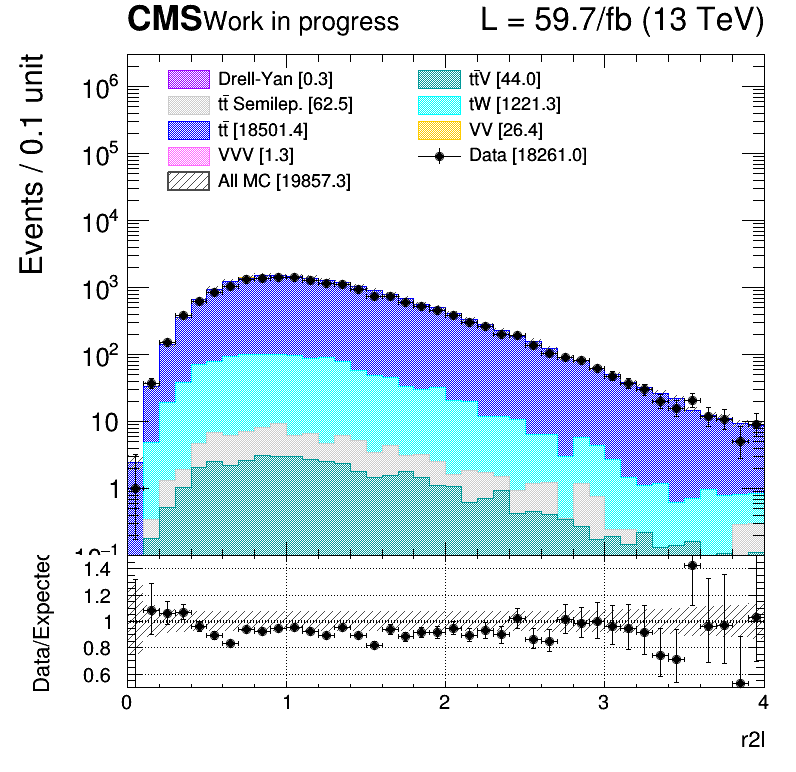 CMS Work in progress L = 59.7/fb (13 TeV)
Events / 0.1 unit
Drell-Yan [0.3]
tt̄ Semilep. [62.5]
tt̄ [18501.4]
VVV [1.3]
All MC [19857.3]
tt̄V [44.0]
tW [1221.3]
VV [26.4]
Data [18261.0]
10⁶
10⁵
10⁴
10³
10²
10
1
10⁻¹
Data/Expected
1.4
1.2
1
0.8
0.6
0 1 2 3 4
r2l